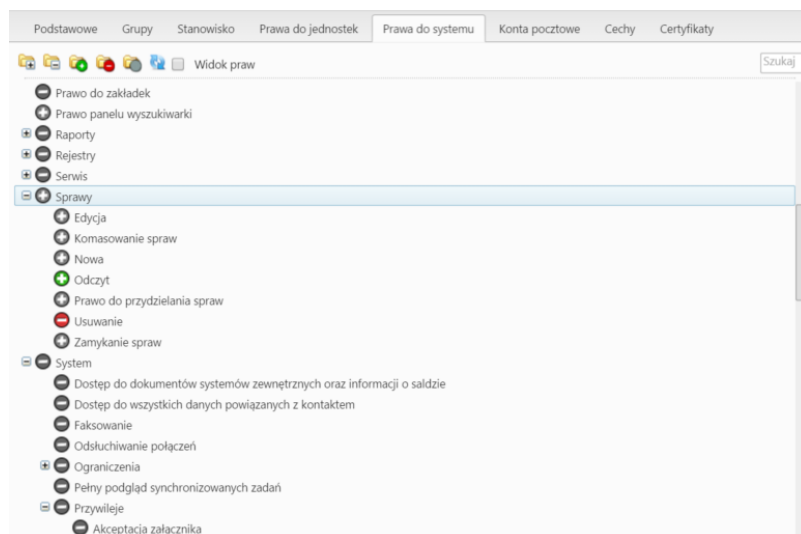 Podstawowe Grupy Stanowisko Prawa do jednostek Prawa do systemu Konta pocztowe Cechy Certyfikaty
Widok praw Szukaj
Prawo do zakładek
Prawo panelu wyszukiwarki
Raporty
Rejestry
Serwis
Sprawy
Edycja
Komasowanie spraw
Nowa
Odczyt
Prawo do przydzielania spraw
Usuwanie
Zamykanie spraw
System
Dostęp do dokumentów systemów zewnętrznych oraz informacji o saldzie
Dostęp do wszystkich danych powiązanych z kontaktem
Faksowanie
Odsłuchiwanie połączeń
Ograniczenia
Pełny podgląd synchronizowanych zadań
Przywileje
Akceptacja załącznika